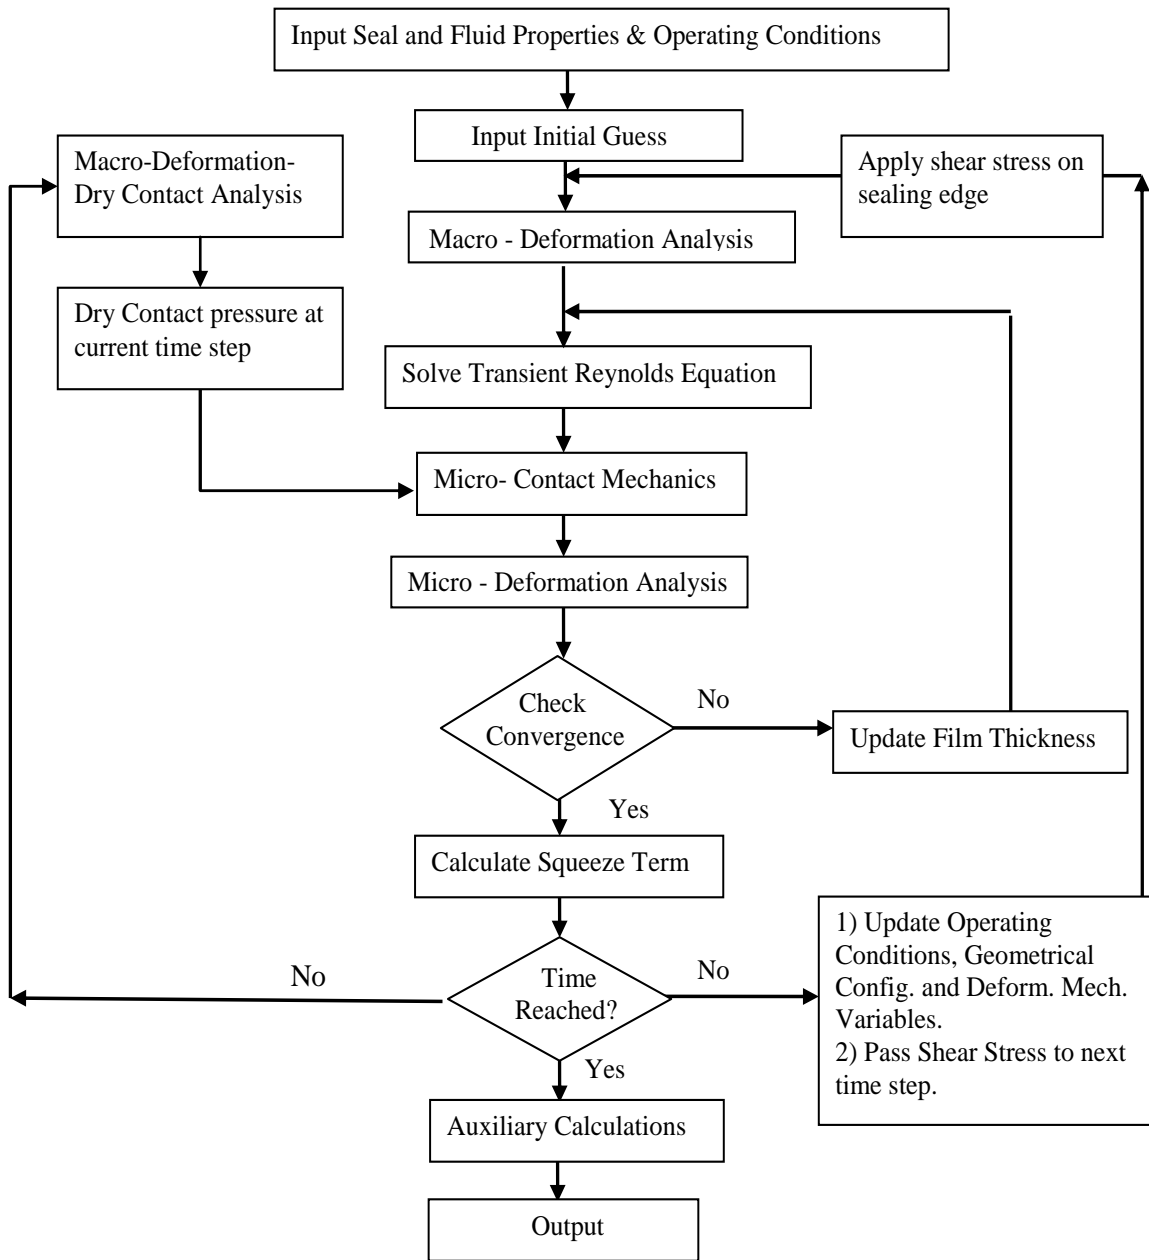 Input Seal and Fluid Properties & Operating Conditions
Input Initial Guess
Macro-Deformation-
Dry Contact Analysis
Apply shear stress on
sealing edge
Macro - Deformation Analysis
Dry Contact pressure at
current time step
Solve Transient Reynolds Equation
Micro- Contact Mechanics
Micro - Deformation Analysis
Check
Convergence
No
Update Film Thickness
Yes
Calculate Squeeze Term
No
Time
Reached?
No
1) Update Operating
Conditions, Geometrical
Config. and Deform. Mech.
Variables.
2) Pass Shear Stress to next
time step.
Yes
Auxiliary Calculations
Output